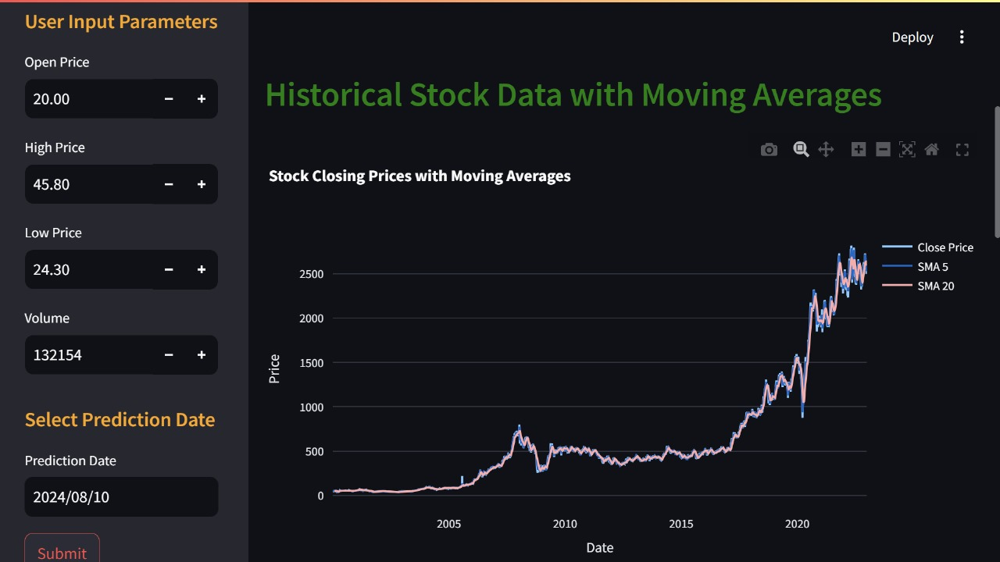 User Input Parameters
Open Price
20.00
High Price
45.80
Low Price
24.30
Volume
132154
Select Prediction Date
Prediction Date
2024/08/10
Submit
Deploy
Historical Stock Data with Moving Averages
Stock Closing Prices with Moving Averages
Close Price
SMA 5
SMA 20
Price
2500
2000
1500
1000
500
0
2005 2010 2015 2020
Date